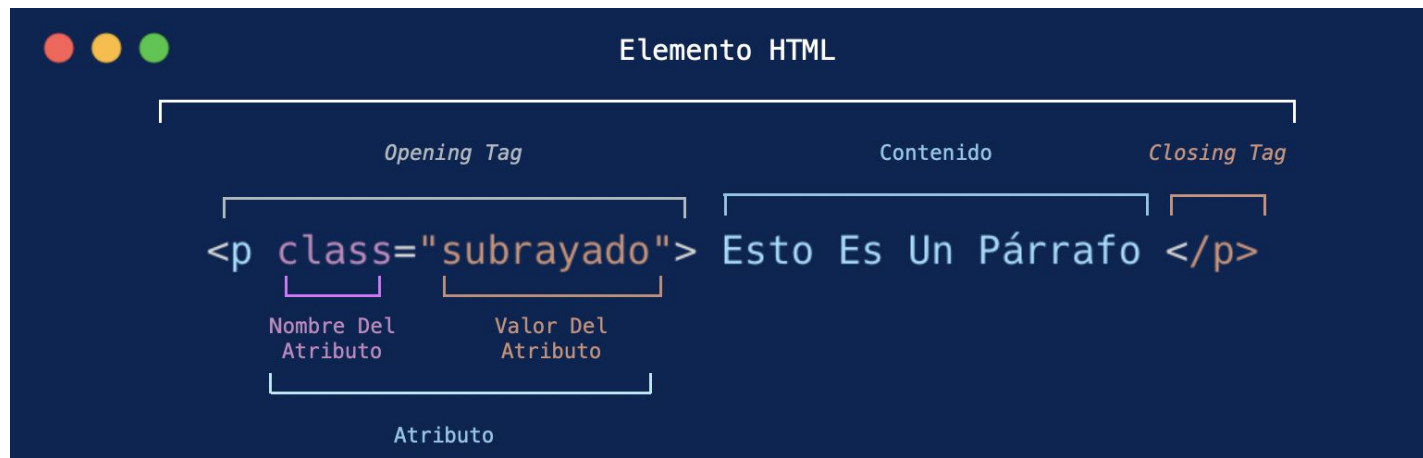 Elemento HTML
Opening Tag Contenido Closing Tag
<p class="subrayado"> Esto Es Un Párrafo </p>
Nombre Del Valor Del
Atributo Atributo
Atributo